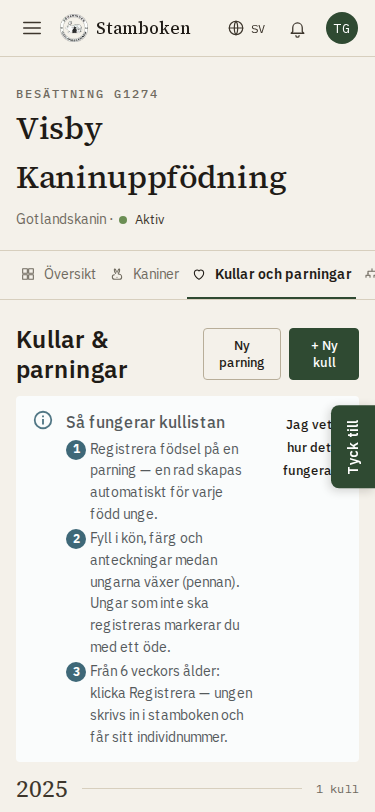 Stamboken
SV
TG
BESÄTTNING G1274
Visby
Kaninuppfödning
Gotlandskanin · Aktiv
Översikt Kaniner Kullar och parningar
Kullar &
parningar
Ny
parning
+ Ny
kull
Så fungerar kullistan
1 Registrera födsel på en
parning — en rad skapas
automatiskt för varje
född unge.
2 Fyll i kön, färg och
anteckningar medan
ungarna växer (pennan).
Ungar som inte ska
registreras markerar du
med ett öde.
3 Från 6 veckors ålder:
klicka Registrera — ungen
skrivs in i stamboken och
får sitt individnummer.
Jag vet
hur det
fungera
Tyck till
2025
1 kull